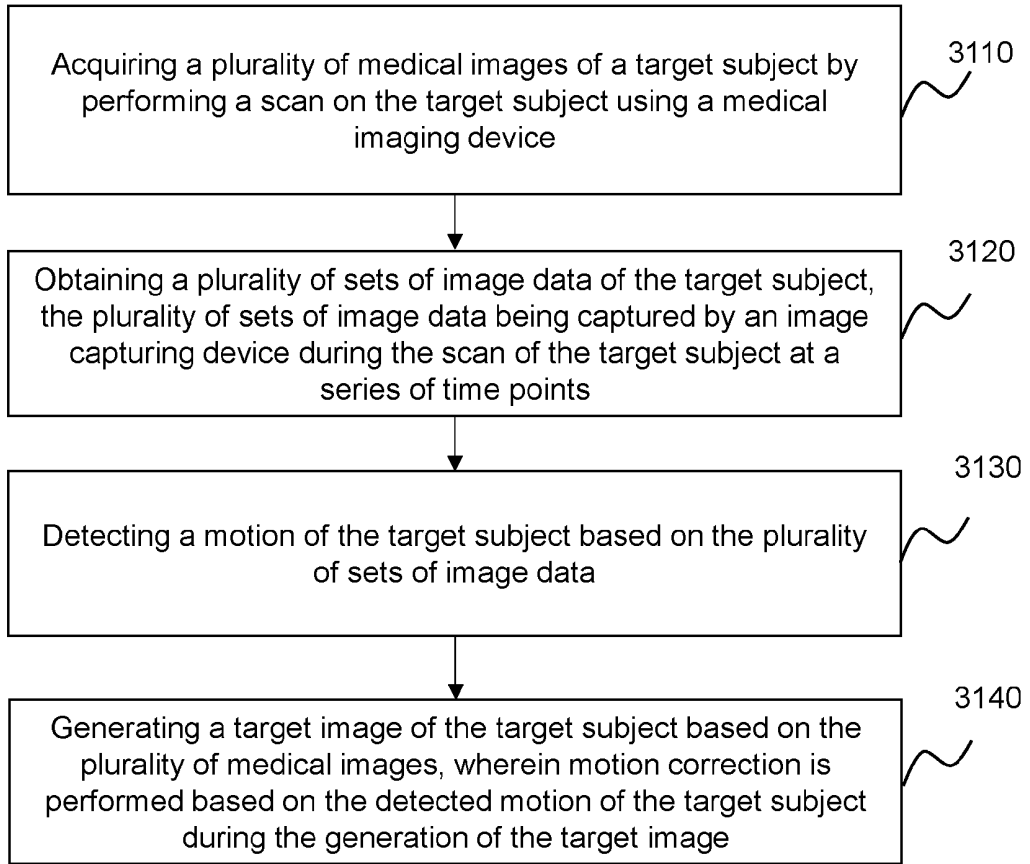 Acquiring a plurality of medical images of a target subject by
performing a scan on the target subject using a medical
imaging device
3110
Obtaining a plurality of sets of image data of the target subject,
the plurality of sets of image data being captured by an image
capturing device during the scan of the target subject at a
series of time points
3120
Detecting a motion of the target subject based on the plurality
of sets of image data
3130
Generating a target image of the target subject based on the
plurality of medical images, wherein motion correction is
performed based on the detected motion of the target subject
during the generation of the target image
3140